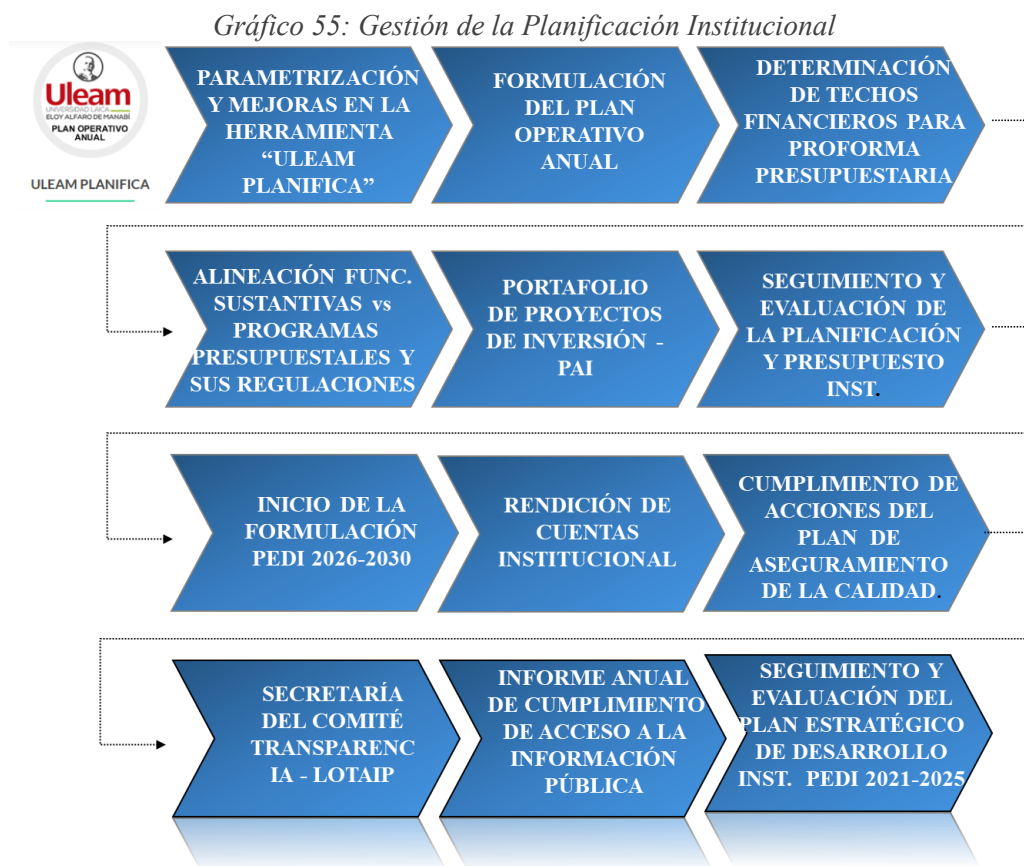 Gráfico 55: Gestión de la Planificación Institucional
Uleam
UNIVERSIDAD LAICA
ELOY ALFARO DE MANABÍ
PLAN OPERATIVO
ANUAL
ULEAM PLANIFICA
PARAMETRIZACIÓN
Y MEJORAS EN LA
HERRAMIENTA
“ULEAM
PLANIFICA”
FORMULACIÓN
DEL PLAN
OPERATIVO
ANUAL
DETERMINACIÓN
DE TECHOS
FINANCIEROS PARA
PROFORMA
PRESUPUESTARIA
ALINEACIÓN FUNC.
SUSTANTIVAS vs
PROGRAMAS
PRESUPUESTALES Y
SUS REGULACIONES
PORTAFOLIO
DE PROYECTOS
DE INVERSIÓN -
PAI
SEGUIMIENTO Y
EVALUACIÓN DE
LA PLANIFICACIÓN
Y PRESUPUESTO
INST.
INICIO DE LA
FORMULACIÓN
PEDI 2026-2030
RENDICIÓN DE
CUENTAS
INSTITUCIONAL
CUMPLIMIENTO DE
ACCIONES DEL
PLAN DE
ASEGURAMIENTO
DE LA CALIDAD.
SECRETARÍA
DEL COMITÉ
TRANSPARENC
IA - LOTAIP
INFORME ANUAL
DE CUMPLIMIENTO
DE ACCESO A LA
INFORMACIÓN
PÚBLICA
SEGUIMIENTO Y
EVALUACIÓN DEL
PLAN ESTRATÉGICO
DE DESARROLLO
INST. PEDI 2021-2025